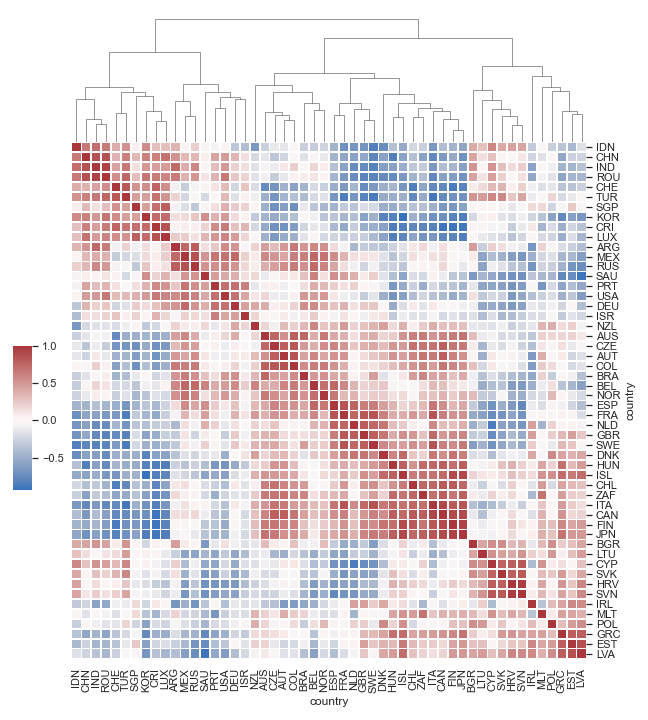 IDN
CHN
IND
ROU
CHE
TUR
SGP
KOR
CRI
LUX
ARG
MEX
RUS
SAU
PRT
USA
DEU
ISR
NZL
AUS
CZE
AUT
COL
BRA
BEL
NOR
ESP
FRA
NLD
GBR
SWE
DNK
HUN
ISL
CHL
ZAF
ITA
CAN
FIN
JPN
BGR
LTU
CYP
SVK
HRV
SVN
IRL
MLT
POL
GRC
EST
LVA
country
1.0
0.5
0.0
−0.5
IDN CHN IND ROU CHE TUR SGP KOR CRI LUX ARG MEX RUS SAU PRT USA DEU ISR NZL AUS CZE AUT COL BRA BEL NOR ESP FRA NLD GBR SWE DNK HUN ISL CHL ZAF ITA CAN FIN JPN BGR LTU CYP SVK HRV SVN IRL MLT POL GRC EST LVA
country